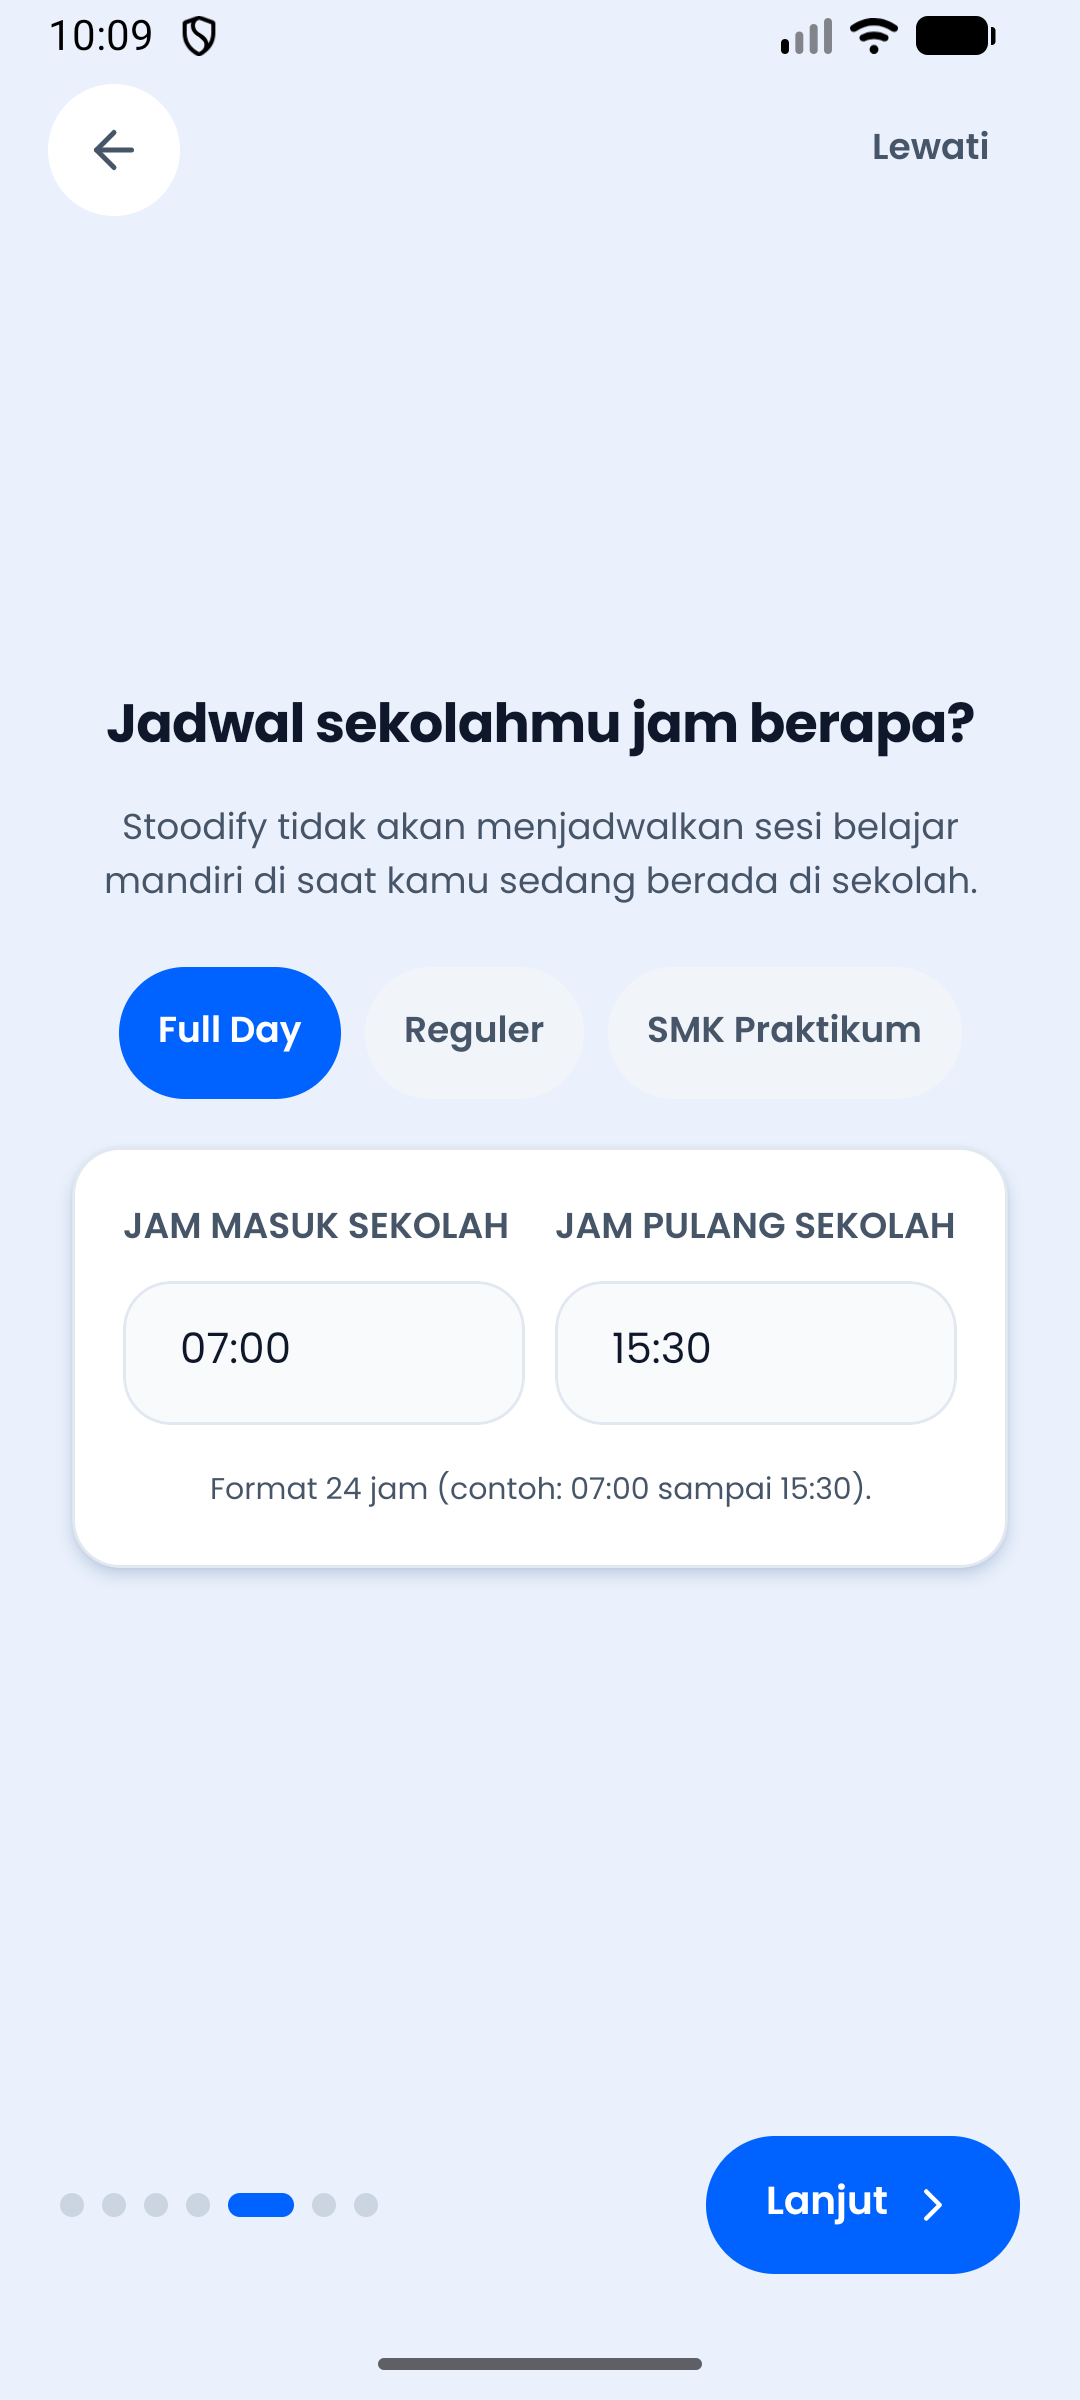 10:09
Lewati
Jadwal sekolahmu jam berapa?
Stoodify tidak akan menjadwalkan sesi belajar
mandiri di saat kamu sedang berada di sekolah.
Full Day
Reguler
SMK Praktikum
JAM MASUK SEKOLAH
JAM PULANG SEKOLAH
07:00
15:30
Format 24 jam (contoh: 07:00 sampai 15:30).
Lanjut